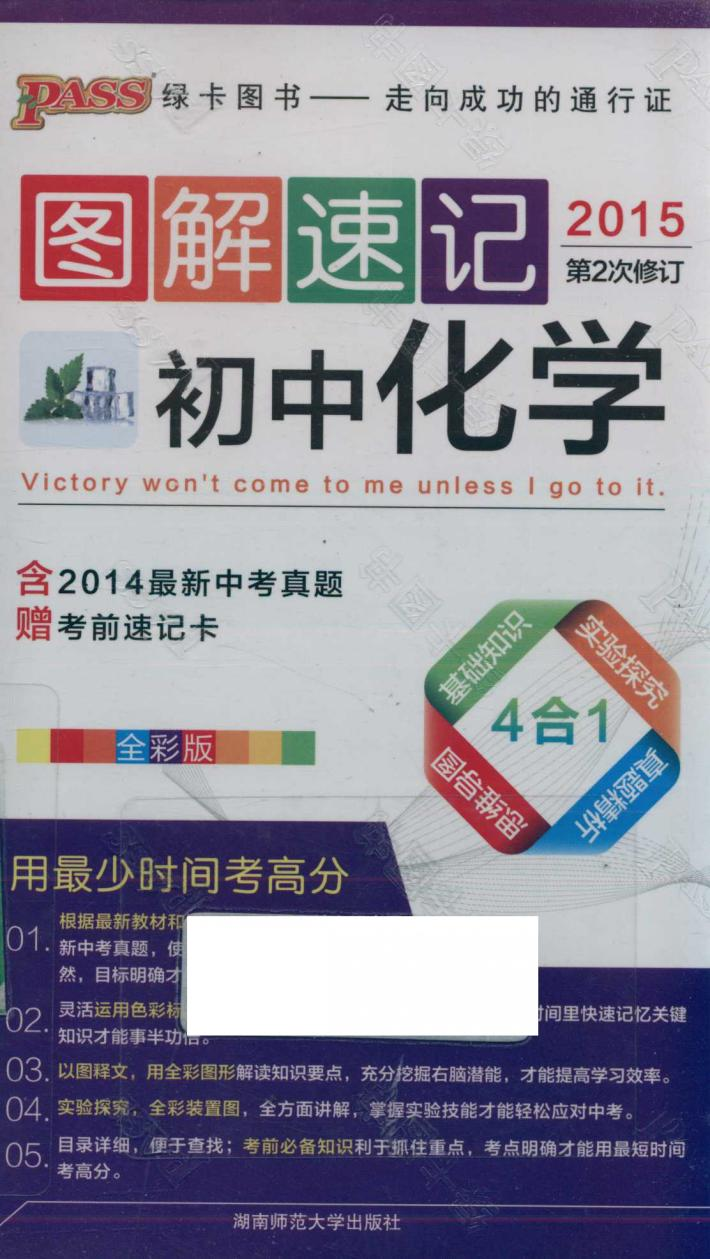 PASS 绿卡图书——走向成功的通行证
图解速记
2015
第2次修订
初中化学
Victory won't come to me unless I go to it.
含2014最新中考真题
赠考前速记卡
基础知识
实验探究
4合1
思维导图
真题精析
全彩版
用最少时间考高分
01. 根据最新教材和
新中考真题，使
然，目标明确才
02. 灵活运用色彩标 时间里快速记忆关键
知识才能事半功倍。
03. 以图释文，用全彩图形解读知识要点，充分挖掘右脑潜能，才能提高学习效率。
04. 实验探究，全彩装置图，全方面讲解，掌握实验技能才能轻松应对中考。
05. 目录详细，便于查找；考前必备知识利于抓住重点，考点明确才能用最短时间
考高分。
湖南师范大学出版社